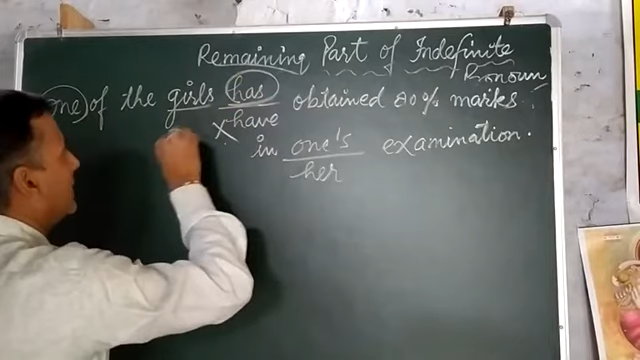 Remaining Part of Indefinite
Pronoun
one of the girls has obtained 80% marks.
x have
in one's examination.
her